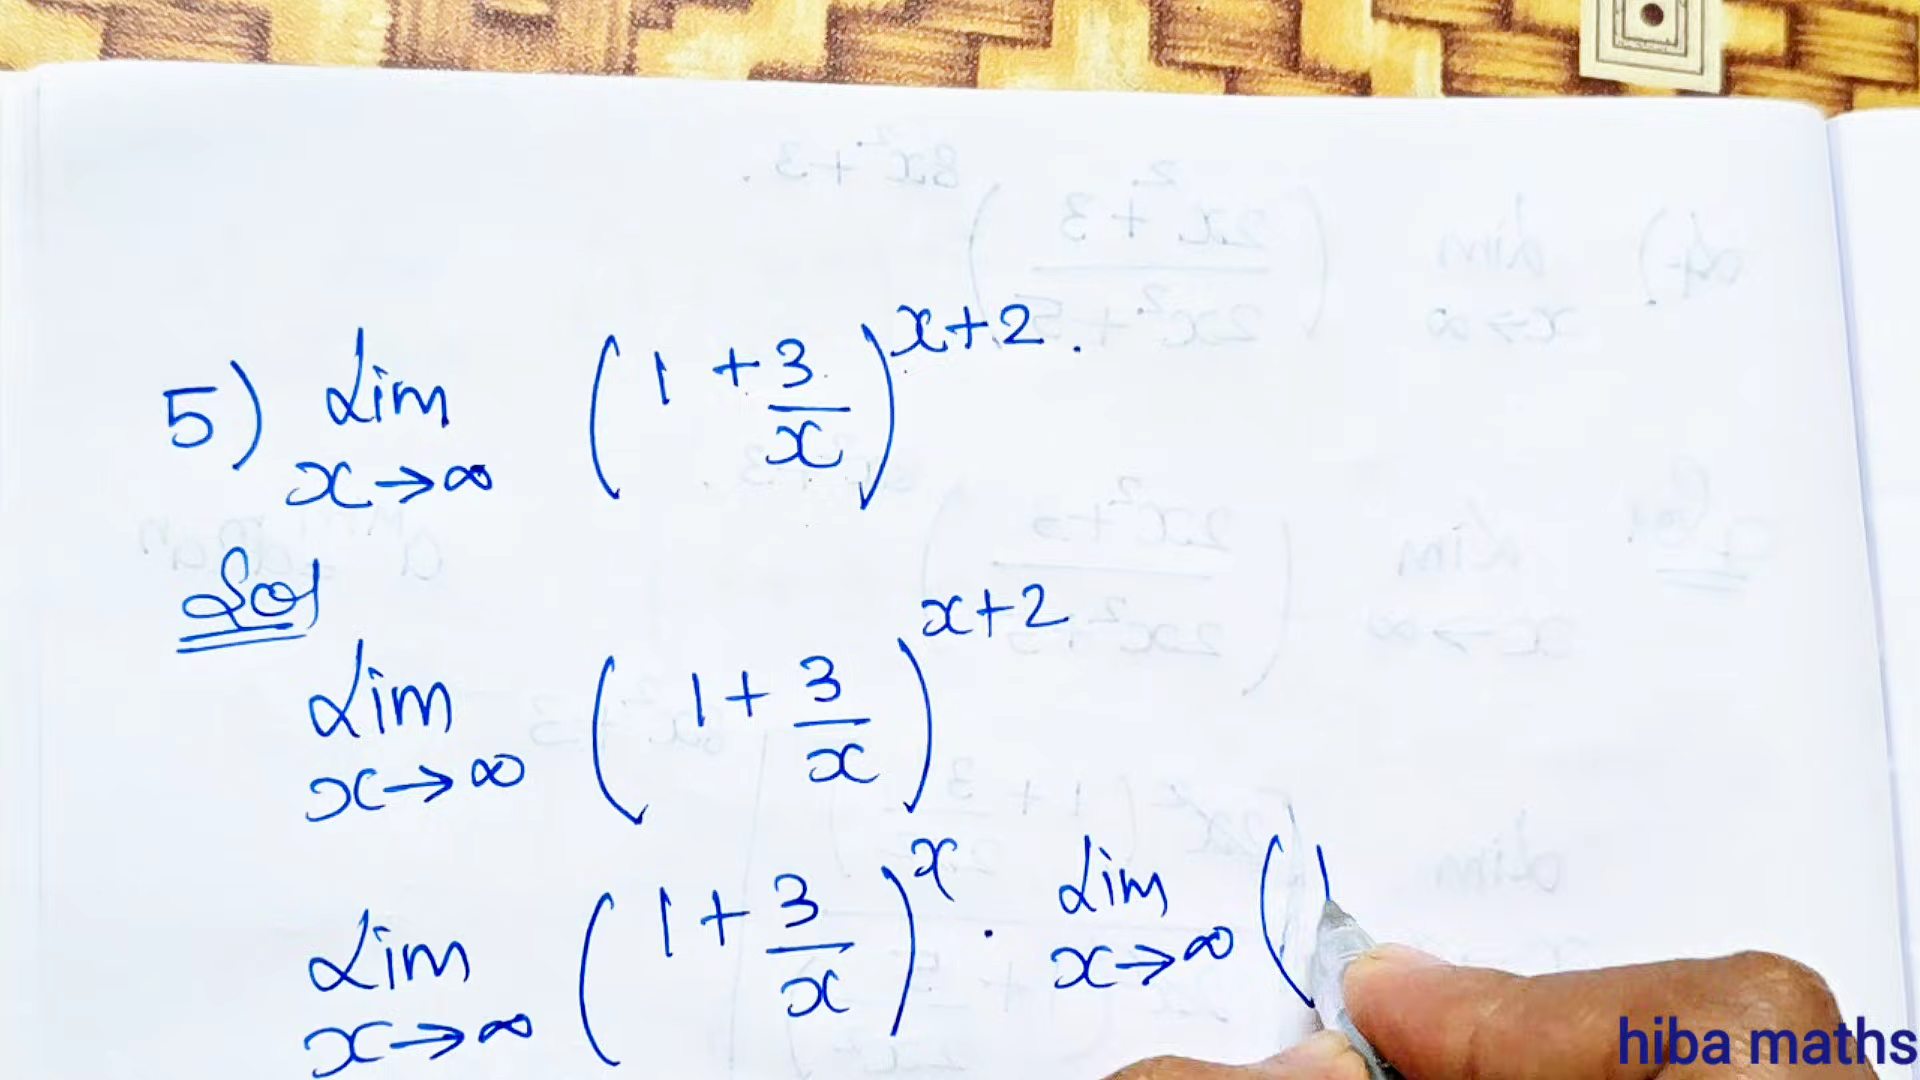 5) Lim (1 + 3/x)^x+2.
x→∞
Sol
Lim (1 + 3/x)^x+2
x→∞
Lim (1 + 3/x)^x . Lim (1
x→∞ x→∞
hiba maths